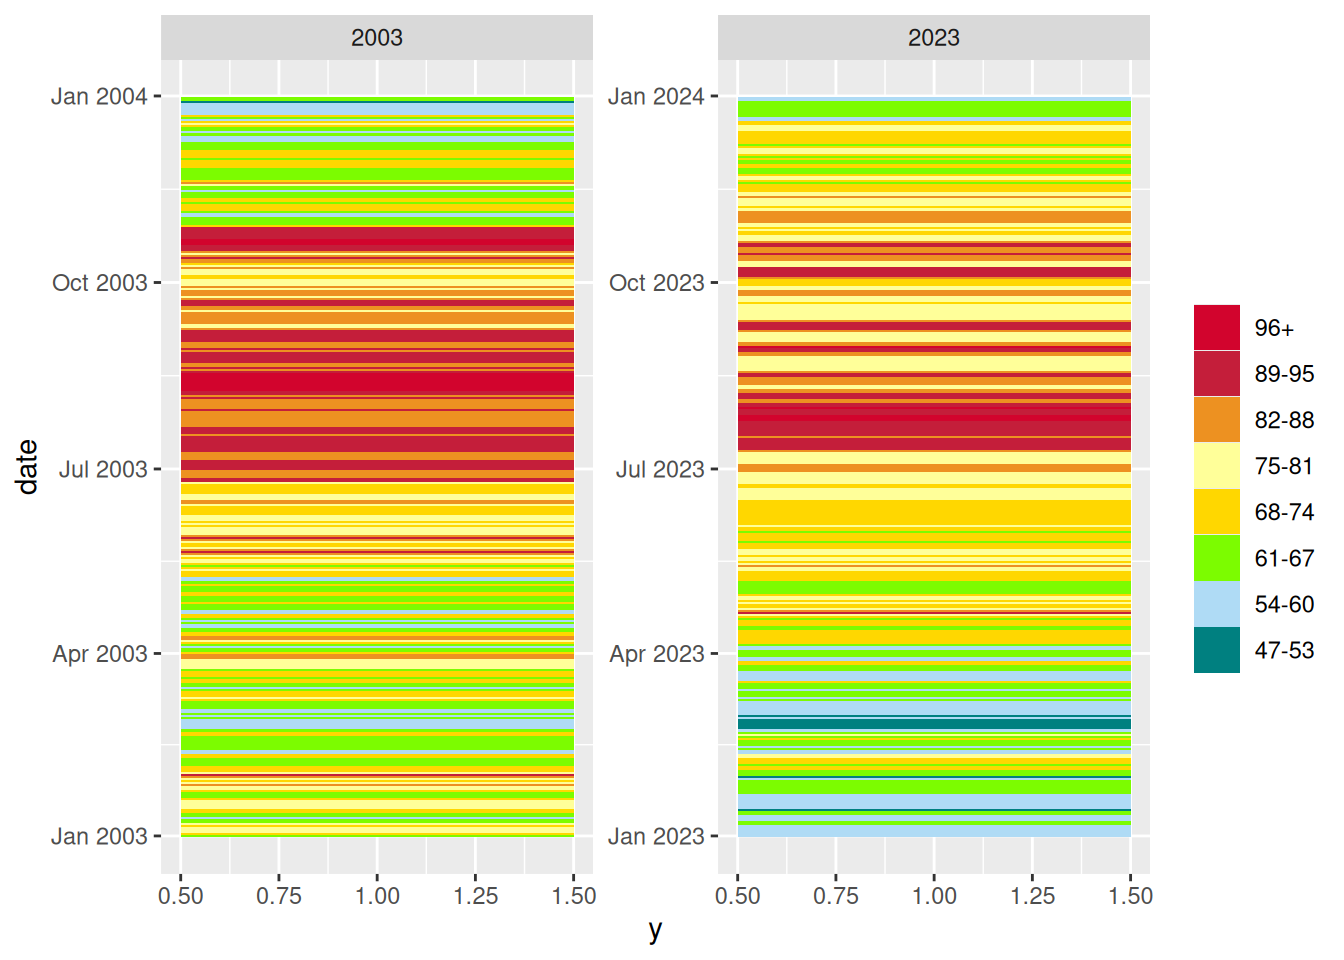 2003
2023
Jan 2004
Oct 2003
Jul 2003
Apr 2003
Jan 2003
Jan 2024
Oct 2023
Jul 2023
Apr 2023
Jan 2023
0.50 0.75 1.00 1.25 1.50
0.50 0.75 1.00 1.25 1.50
date
y
96+
89-95
82-88
75-81
68-74
61-67
54-60
47-53